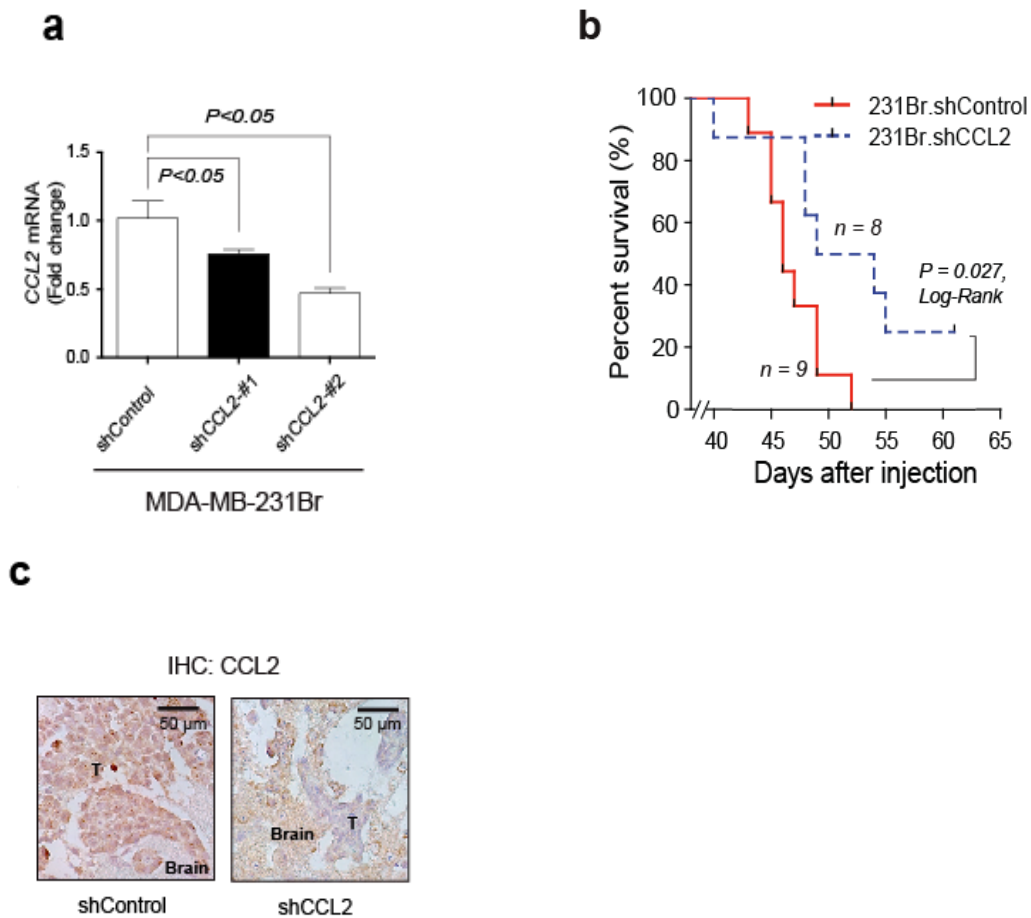 a
P<0.05
P<0.05
CCL2 mRNA
(Fold change)
1.5
1.0
0.5
0.0
shControl
shCCL2-#1
shCCL2-#2
MDA-MB-231Br
b
Percent survival (%)
100
80
60
40
20
0
231Br.shControl
231Br.shCCL2
n = 8
P = 0.027,
Log-Rank
n = 9
40 45 50 55 60 65
Days after injection
c
IHC: CCL2
50 µm
T
Brain
shControl
50 µm
Brain
T
shCCL2